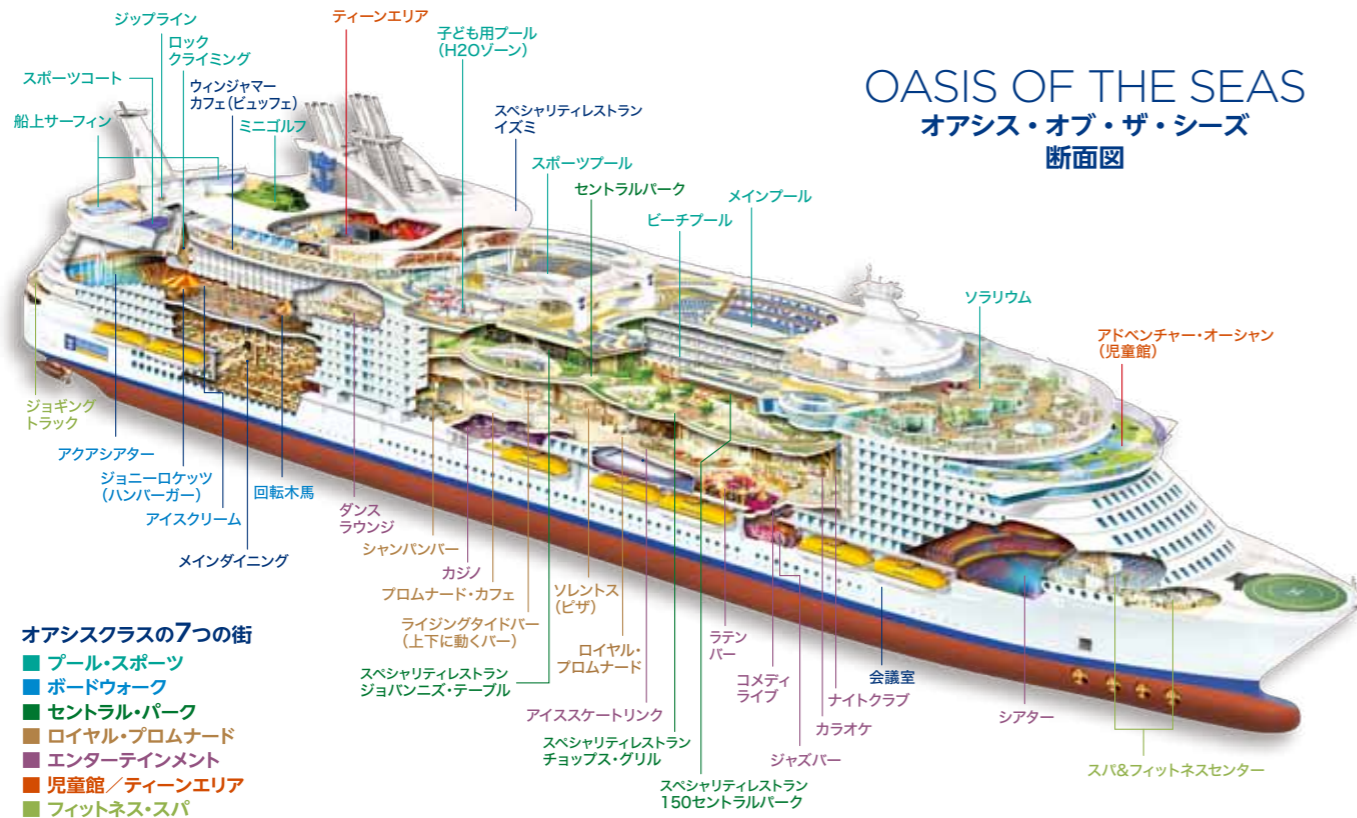 OASIS OF THE SEAS
オアシス・オブ・ザ・シーズ
断面図
ジップライン
ロック
クライミング
スポーツコート
船上サーフィン
ウィンジャマー
カフェ(ビュッフェ)
ミニゴルフ
ティーンエリア
子ども用プール
(H2Oゾーン)
スペシャリティレストラン
イズミ
スポーツプール
セントラルパーク
ビーチプール
メインプール
ソラリウム
アドベンチャー・オーシャン
(児童館)
ジョギング
トラック
アクアシアター
ジョニーロケッツ
(ハンバーガー)
アイスクリーム
メインダイニング
回転木馬
ダンス
ラウンジ
シャンパンバー
カジノ
プロムナード・カフェ
ライジングタイドバー
(上下に動くバー)
スペシャリティレストラン
ジョバンニズ・テーブル
ソレントス
(ピザ)
ロイヤル・
プロムナード
アイススケートリンク
スペシャリティレストラン
チョップス・グリル
スペシャリティレストラン
150セントラルパーク
ラテン
バー
コメディ
ライブ
ジャズバー
カラオケ
ナイトクラブ
会議室
シアター
スパ&フィットネスセンター
H
オアシスクラスの7つの街
プール・スポーツ
ボードウォーク
セントラル・パーク
ロイヤル・プロムナード
エンターテインメント
児童館/ティーンエリア
フィットネス・スパ